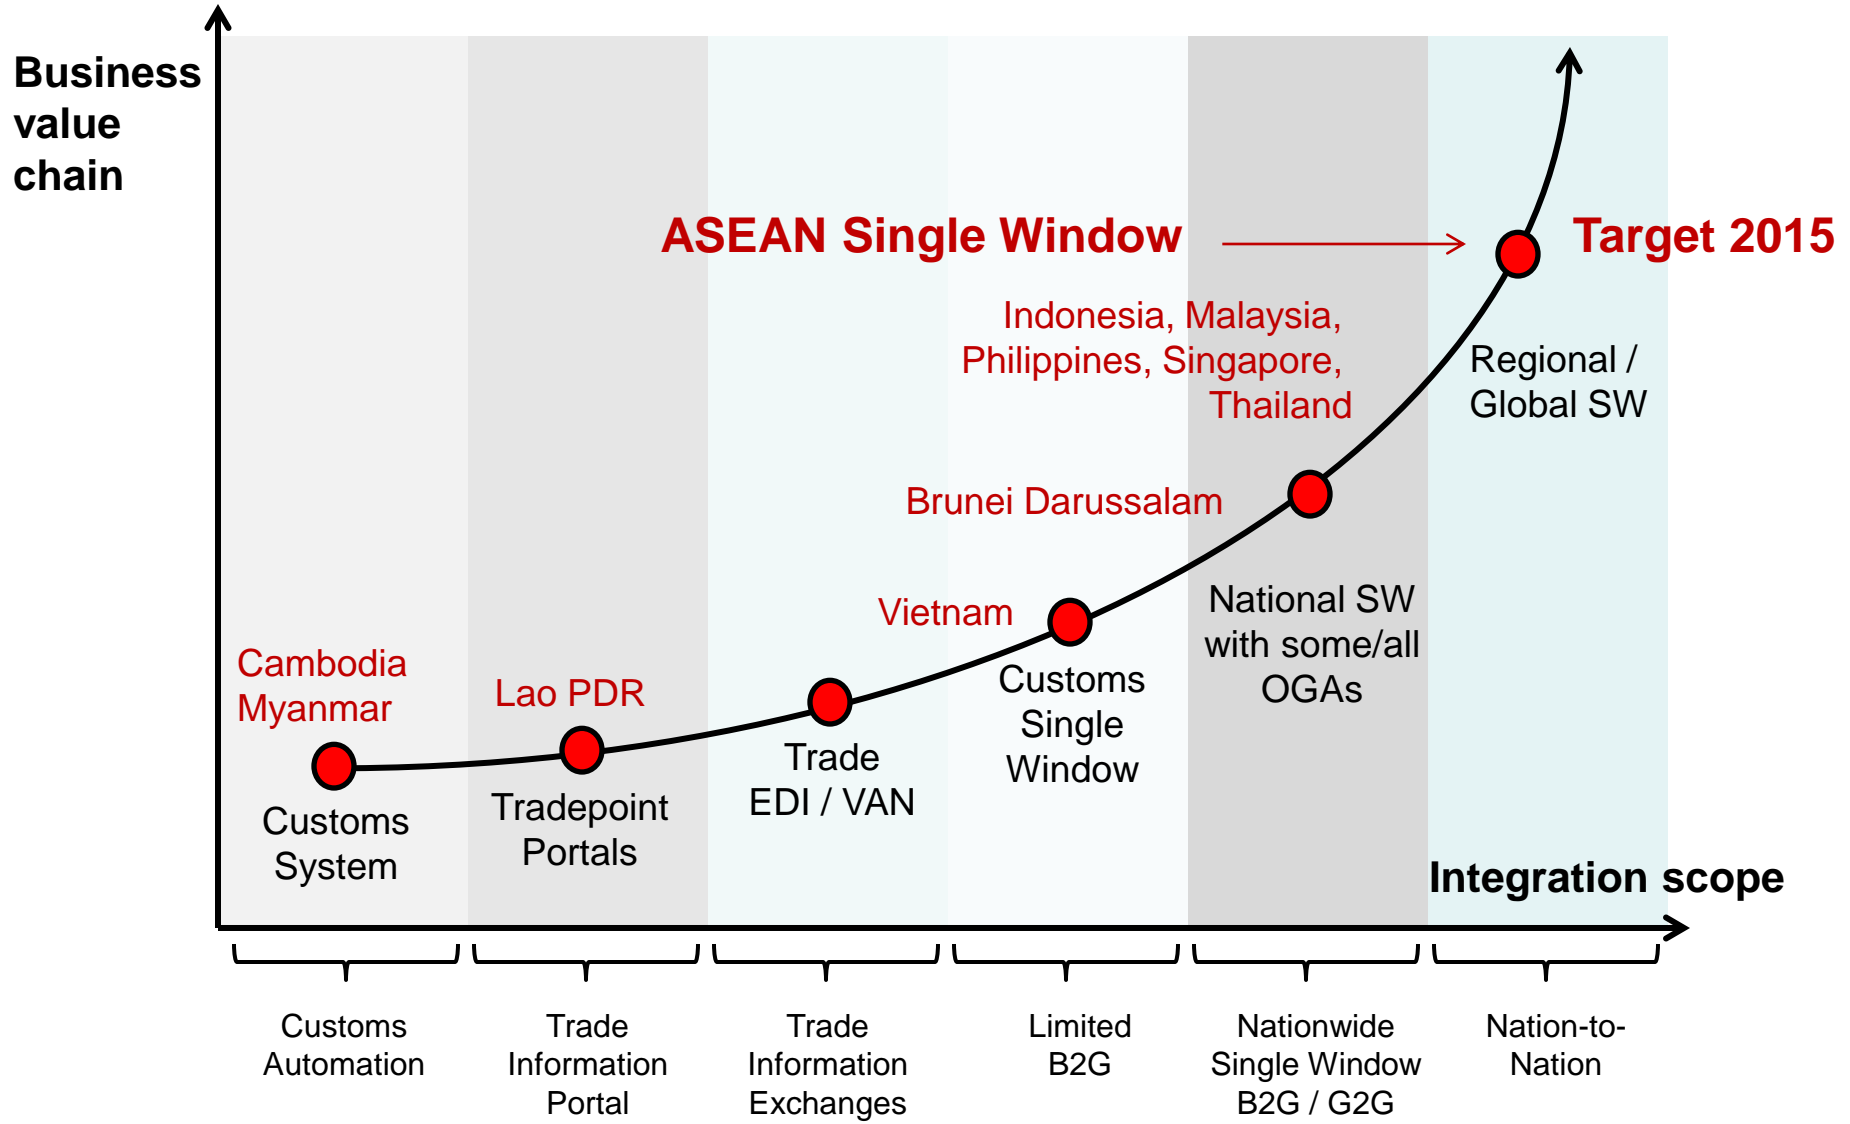 Business
value
chain
ASEAN Single Window
Target 2015
Indonesia, Malaysia,
Philippines, Singapore,
Thailand
Regional /
Global SW
Brunei Darussalam
Vietnam
National SW
with some/all
OGAs
Cambodia
Myanmar
Lao PDR
Customs
Single
Window
Trade
EDI / VAN
Tradepoint
Portals
Customs
System
Integration scope
Customs
Automation
Trade
Information
Portal
Trade
Information
Exchanges
Limited
B2G
Nationwide
Single Window
B2G / G2G
Nation-to-
Nation